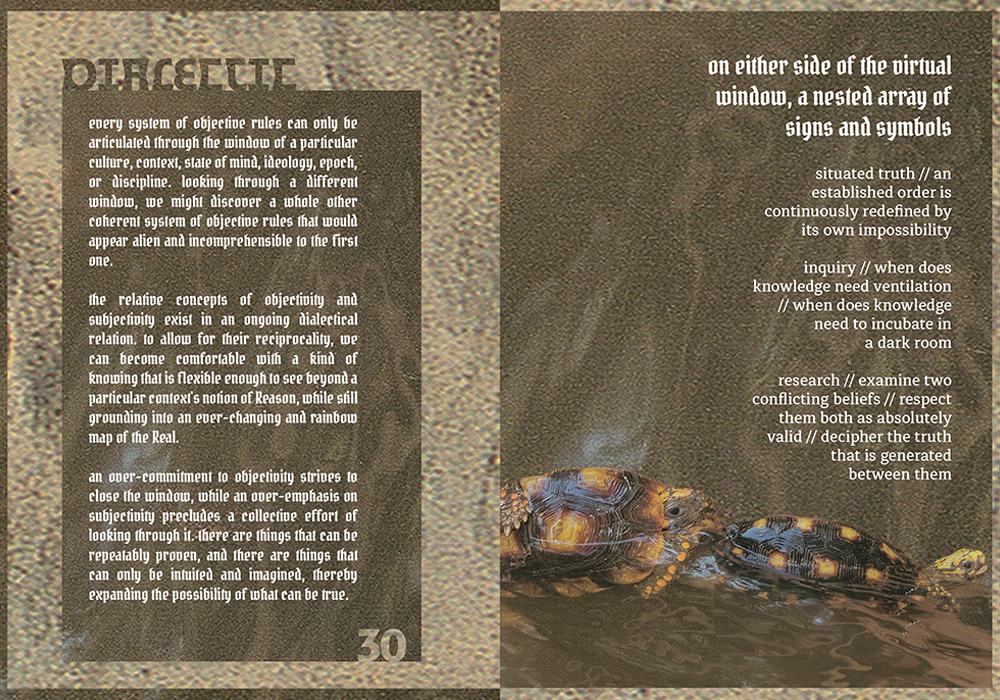 DIALECTIC
every system of objective rules can only be
articulated through the window of a particular
culture, context, state of mind, ideology, epoch,
or discipline. looking through a different
window, we might discover a whole other
coherent system of objective rules that would
appear alien and incomprehensible to the first
one.
the relative concepts of objectivity and
subjectivity exist in an ongoing dialectical
relation. to allow for their reciprocality, we
can become comfortable with a kind of
knowing that is flexible enough to see beyond a
particular context's notion of Reason, while still
grounding into an ever-changing and rainbow
map of the Real.
an over-commitment to objectivity strives to
close the window, while an over-emphasis on
subjectivity precludes a collective effort of
looking through it. there are things that can be
repeatably proven, and there are things that
can only be intuited and imagined, thereby
expanding the possibility of what can be true.
30
on either side of the virtual
window, a nested array of
signs and symbols
situated truth // an
established order is
continuously redefined by
its own impossibility
inquiry // when does
knowledge need ventilation
// when does knowledge
need to incubate in
a dark room
research // examine two
conflicting beliefs // respect
them both as absolutely
valid // decipher the truth
that is generated
between them